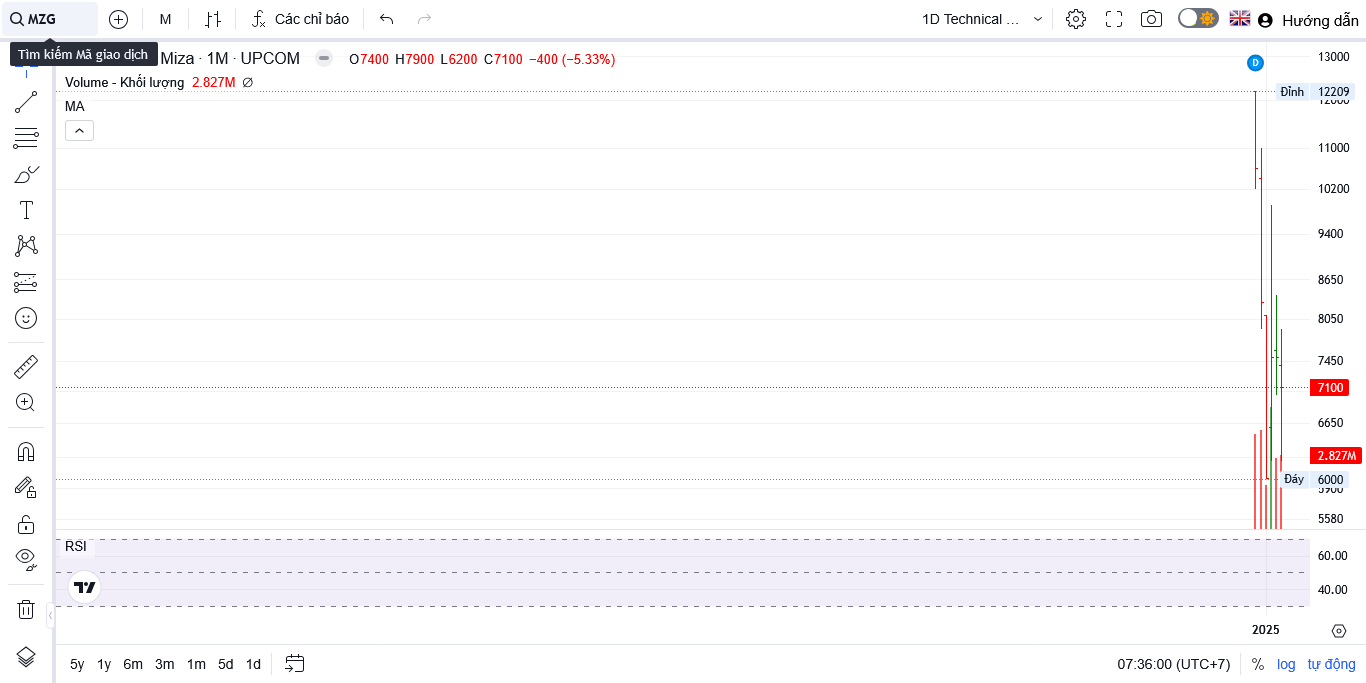 MZG
M
Các chỉ báo
1D Technical ...
Hướng dẫn
Tìm kiếm Mã giao dịch
Miza · 1M · UPCOM
O7400 H7900 L6200 C7100 −400 (−5.33%)
Volume - Khối lượng 2.827M ∅
MA
D
13000
Đỉnh 12209
12000
11000
10200
9400
8650
8050
7450
7100
6650
2.827M
Đáy 6000
5900
5580
RSI
60.00
40.00
2025
5y 1y 6m 3m 1m 5d 1d
07:36:00 (UTC+7)
% log tự động